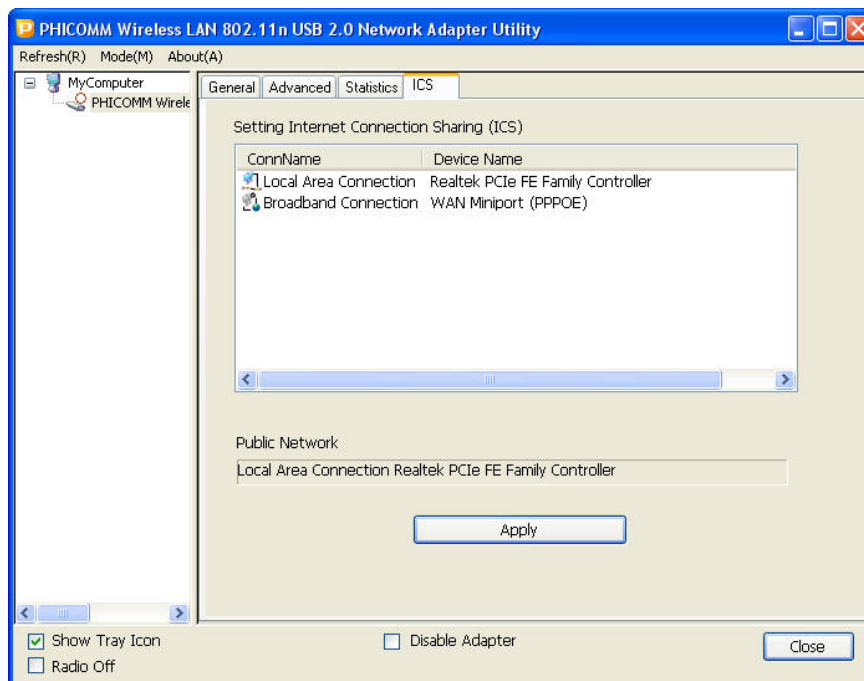 PHICOMM Wireless LAN 802.11n USB 2.0 Network Adapter Utility
Refresh(R) Mode(M) About(A)
MyComputer
PHICOMM Wirele
General Advanced Statistics ICS
Setting Internet Connection Sharing (ICS)
ConnName Device Name
Local Area Connection Realtek PCIe FE Family Controller
Broadband Connection WAN Miniport (PPPOE)
Public Network
Local Area Connection Realtek PCIe FE Family Controller
Apply
Show Tray Icon
Disable Adapter
Close
Radio Off